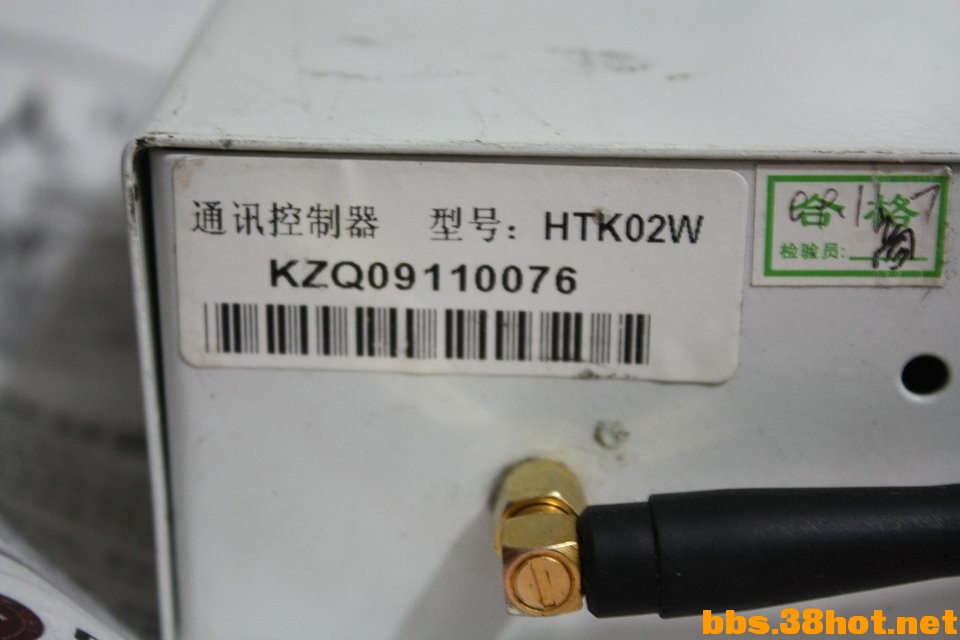 通讯控制器 型号: HTK02W
KZQ09110076
合格
检验员:
bbs.38hot.net